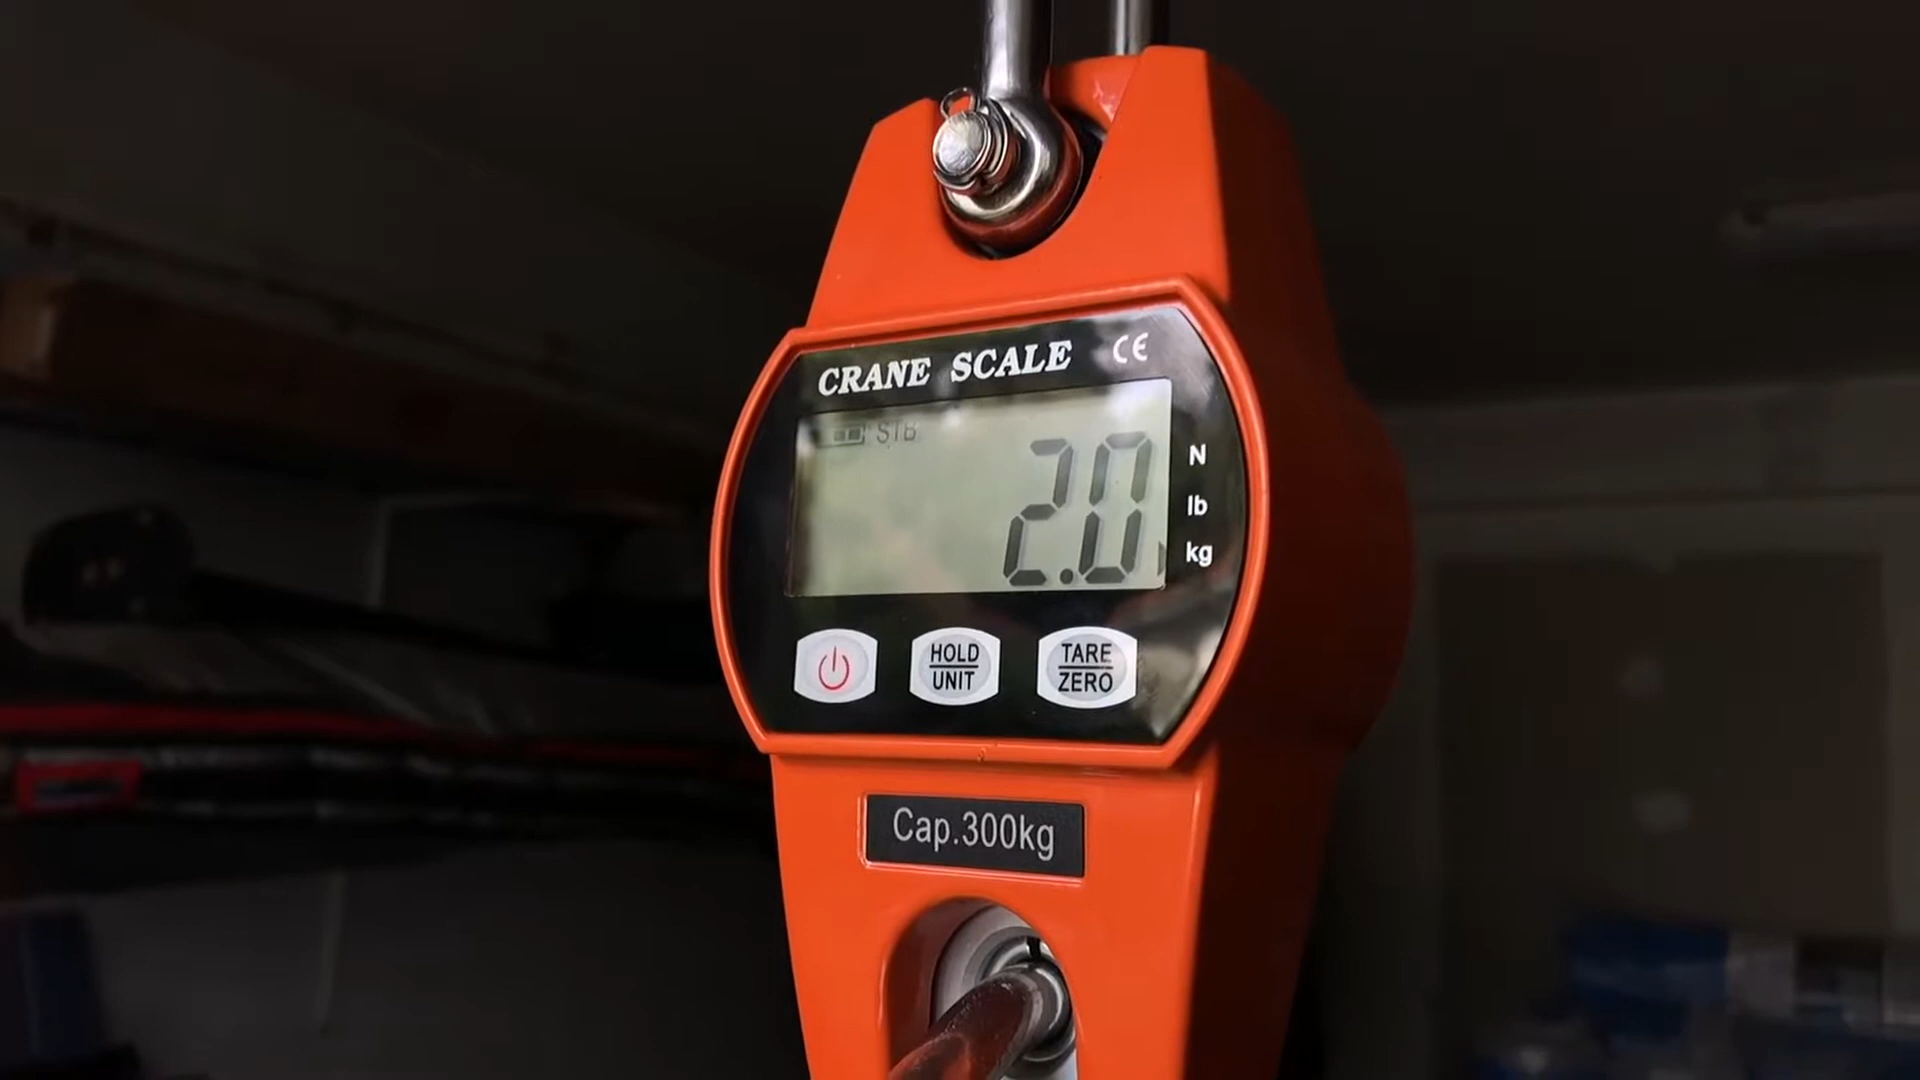 CRANE SCALE CE
STB
2.0
N
lb
kg
HOLD
UNIT
TARE
ZERO
Cap.300kg